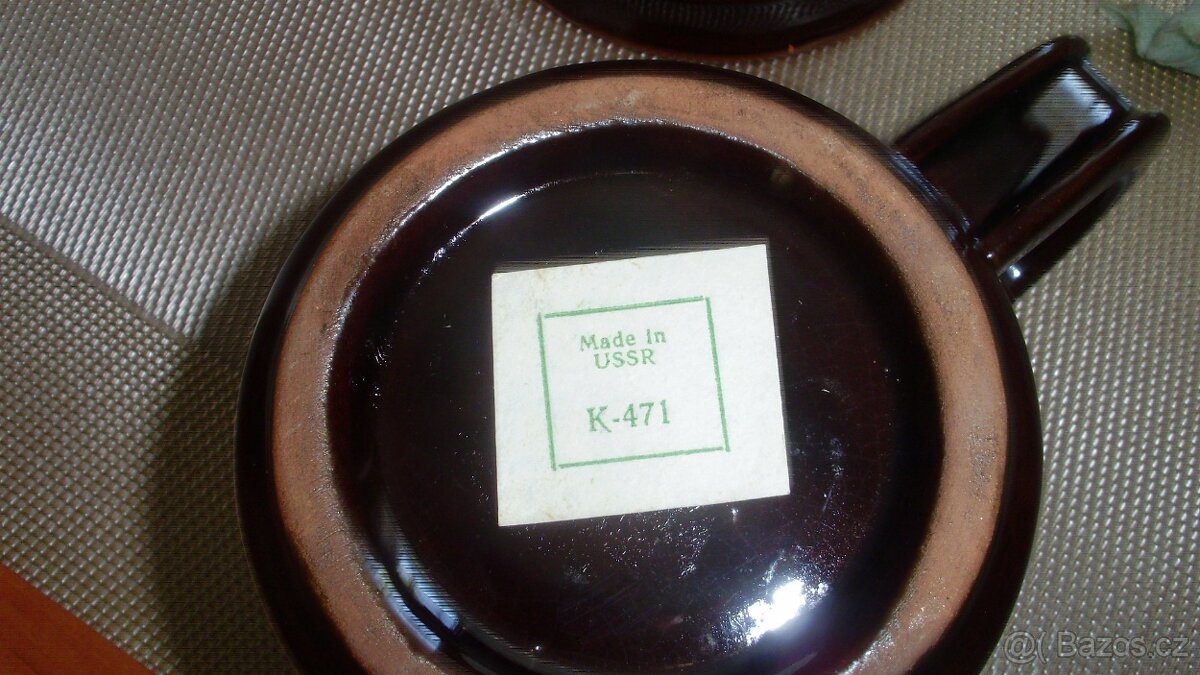 Made in
USSR
K-471
@( Bazos.cz